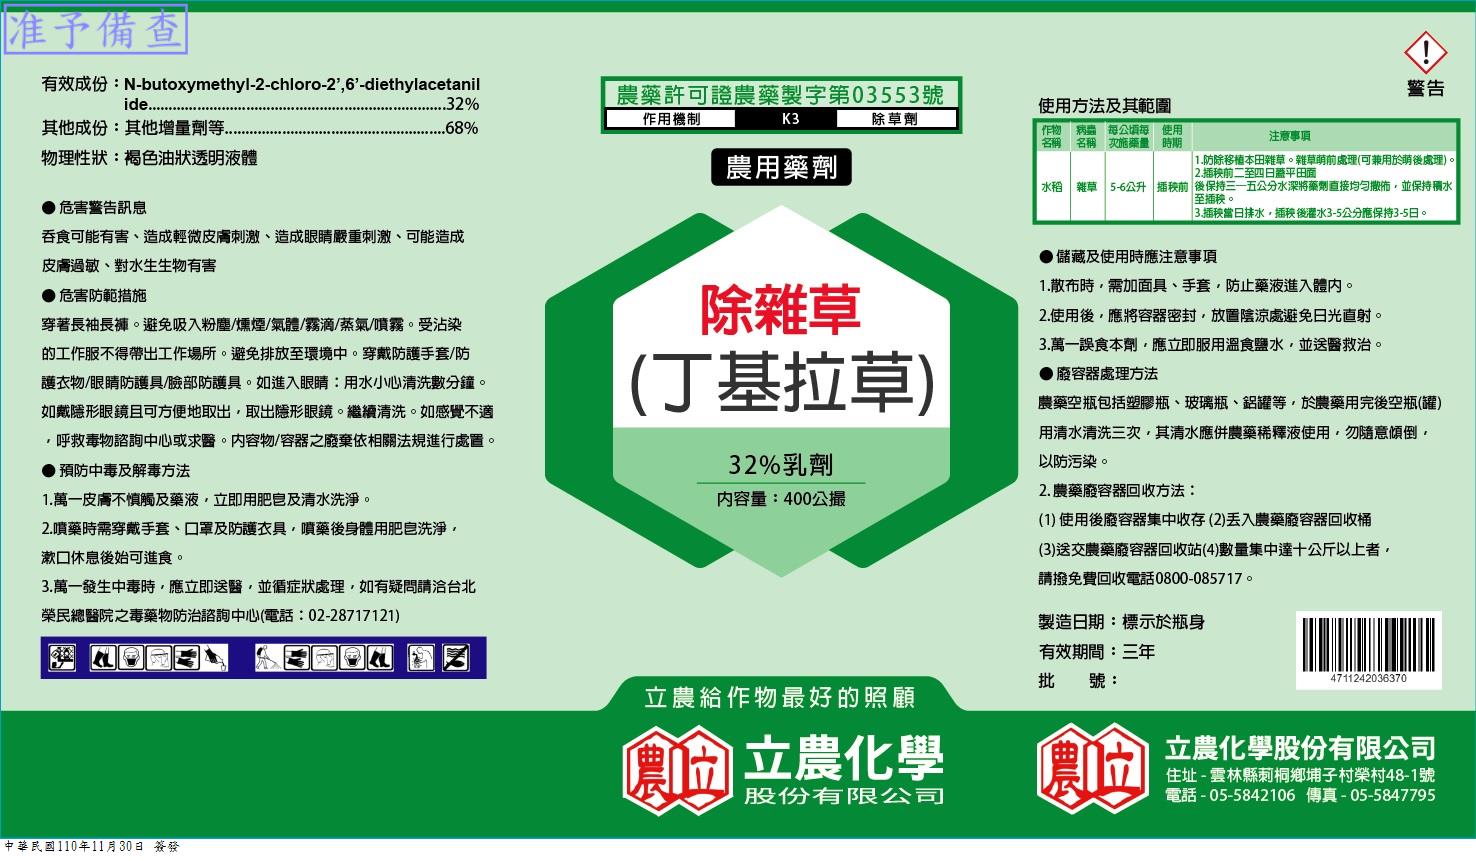 准予備查
有效成份：N-butoxymethyl-2-chloro-2’,6’-diethylacetanil
ide................................................................32%
其他成份：其他增量劑等................................................68%
物理性狀：褐色油狀透明液體
● 危害警告訊息
吞食可能有害、造成輕微皮膚刺激、造成眼睛嚴重刺激、可能造成
皮膚過敏、對水生生物有害
● 危害防範措施
穿著長袖長褲。避免吸入粉塵/燻煙/氣體/霧滴/蒸氣/噴霧。受沾染
的工作服不得帶出工作場所。避免排放至環境中。穿戴防護手套/防
護衣物/眼睛防護具/臉部防護具。如進入眼睛：用水小心清洗數分鐘。
如戴隱形眼鏡且可方便地取出，取出隱形眼鏡。繼續清洗。如感覺不適
，呼救毒物諮詢中心或求醫。內容物/容器之廢棄依相關法規進行處置。
● 預防中毒及解毒方法
1.萬一皮膚不慎觸及藥液，立即用肥皂及清水洗淨。
2.噴藥時需穿戴手套、口罩及防護衣具，噴藥後身體用肥皂洗淨，
漱口休息後始可進食。
3.萬一發生中毒時，應立即送醫，並循症狀處理，如有疑問請洽台北
榮民總醫院之毒藥物防治諮詢中心(電話：02-28717121)
農藥許可證農藥製字第03553號
作用機制 K3 除草劑
農用藥劑
除雜草
(丁基拉草)
32%乳劑
內容量：400公撮
立農給作物最好的照顧
農立
立農化學
股份有限公司
警告
使用方法及其範圍
作物名稱 病蟲名稱 每公頃每次施藥量 使用時期 注意事項
水稻 雜草 5-6公升 插秧前
1.防除移植本田雜草。雜草萌前處理(可兼用於萌後處理)。
2.插秧前二至四日蓋平田面
後保持三一五公分水深將藥劑直接均勻撒佈，並保持積水
至插秧。
3.插秧當日排水，插秧後灌水3-5公分應保持3-5日。
● 儲藏及使用時應注意事項
1.散布時，需加面具、手套，防止藥液進入體內。
2.使用後，應將容器密封，放置陰涼處避免日光直射。
3.萬一誤食本劑，應立即服用溫食鹽水，並送醫救治。
● 廢容器處理方法
農藥空瓶包括塑膠瓶、玻璃瓶、鋁罐等，於農藥用完後空瓶(罐)
用清水清洗三次，其清水應併農藥稀釋液使用，勿隨意傾倒，
以防污染。
2. 農藥廢容器回收方法：
(1) 使用後廢容器集中收存 (2)丟入農藥廢容器回收桶
(3)送交農藥廢容器回收站(4)數量集中達十公斤以上者，
請撥免費回收電話0800-085717。
製造日期：標示於瓶身
有效期間：三年
批　　號：
4711242036370
農立
立農化學股份有限公司
住址 - 雲林縣莿桐鄉埔子村榮村48-1號
電話 - 05-5842106 傳真 - 05-5847795
中華民國110年11月30日 簽發